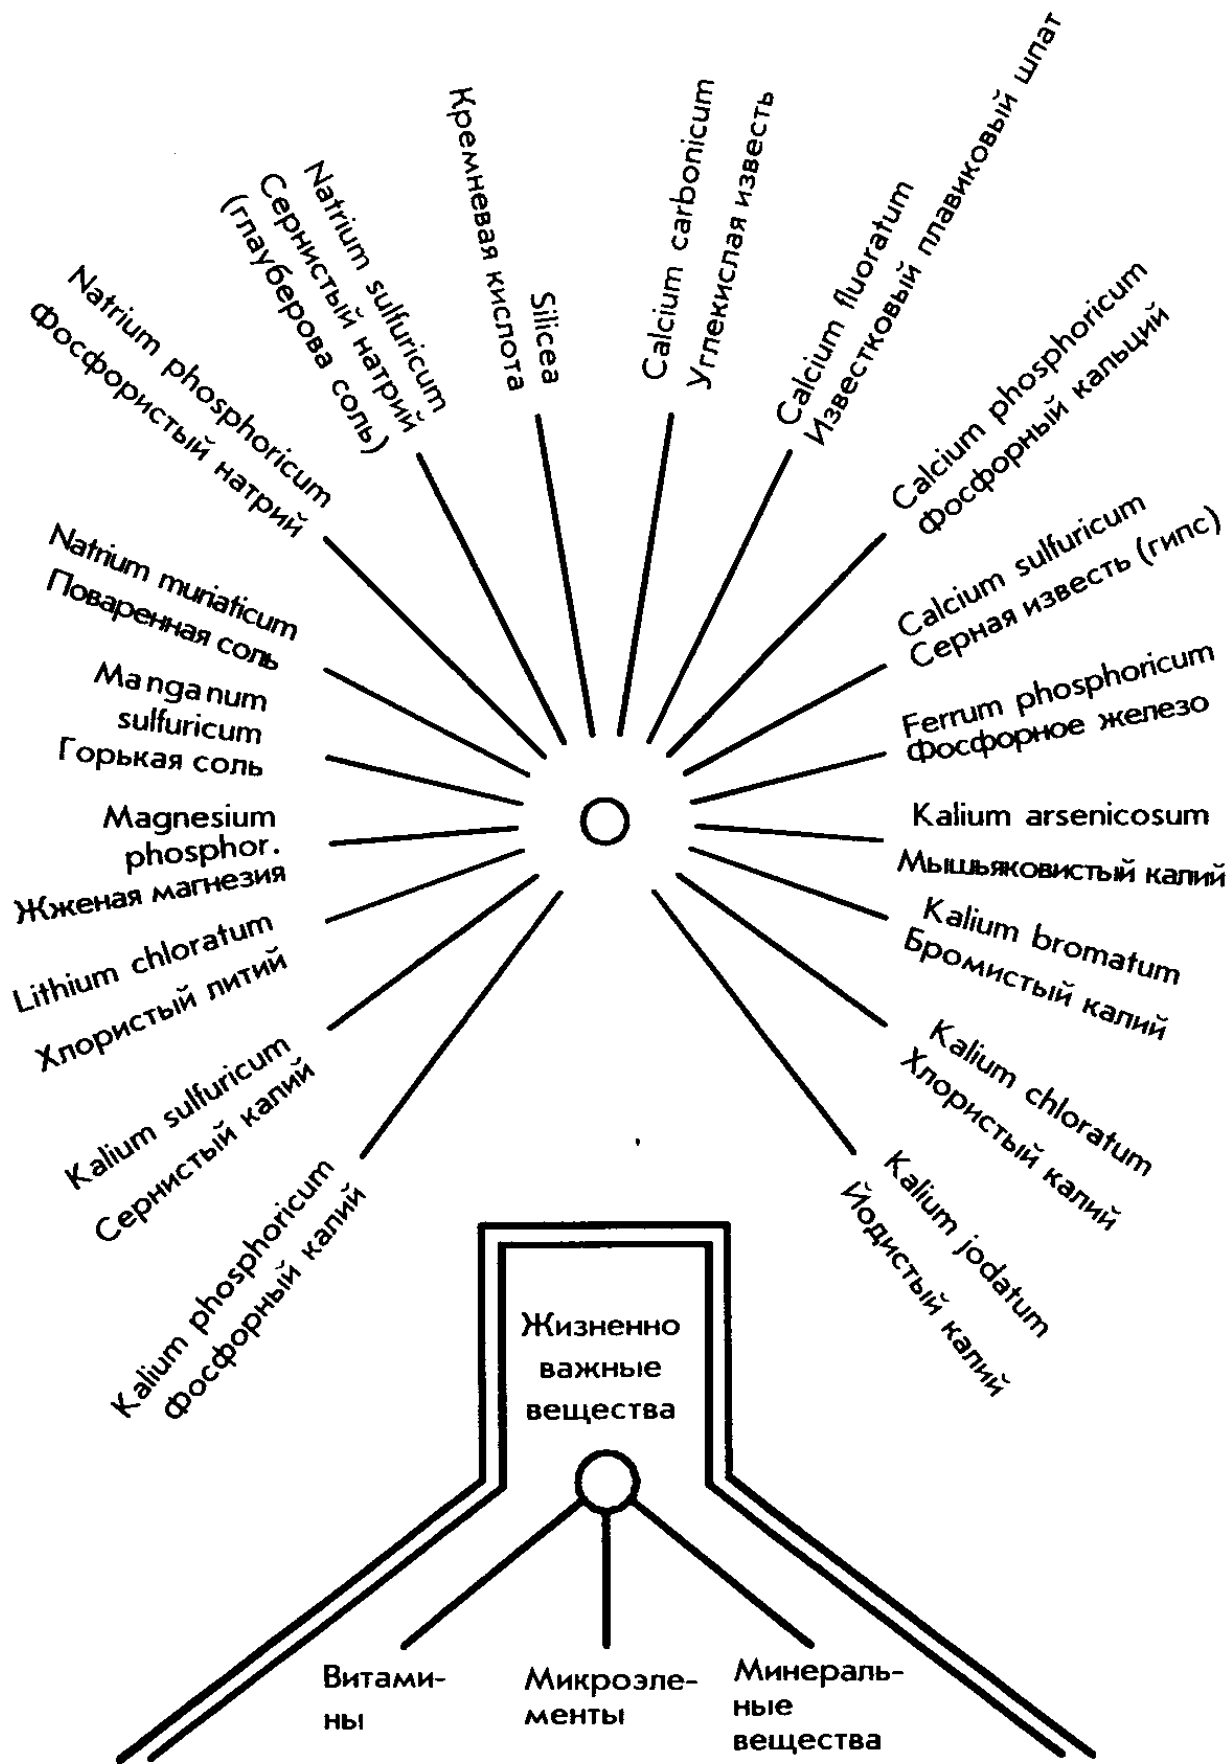 Kalium phosphoricum
Фосфорный калий
Kalium sulfuricum
Сернистый калий
Lithium chloratum
Хлористый литий
Magnesium
phosphor.
Жженая магнезия
Manganum
sulfuricum
Горькая соль
Natrium muriaticum
Поваренная соль
Natrium phosphoricum
Фосфористый натрий
Natrium sulfuricum
Сернистый натрий
(глауберова соль)
Кремневая кислота
Silicea
Calcium carbonicum
Углекислая известь
Calcium fluoratum
Известковый плавиковый шпат
Calcium phosphoricum
Фосфорный кальций
Calcium sulfuricum
Серная известь (гипс)
Ferrum phosphoricum
Фосфорное железо
Kalium arsenicosum
Мышьяковистый калий
Kalium bromatum
Бромистый калий
Kalium chloratum
Хлористый калий
Kalium jodatum
Йодистый калий
Жизненно
важные
вещества
Витами-
ны
Микроэле-
менты
Минераль-
ные
вещества